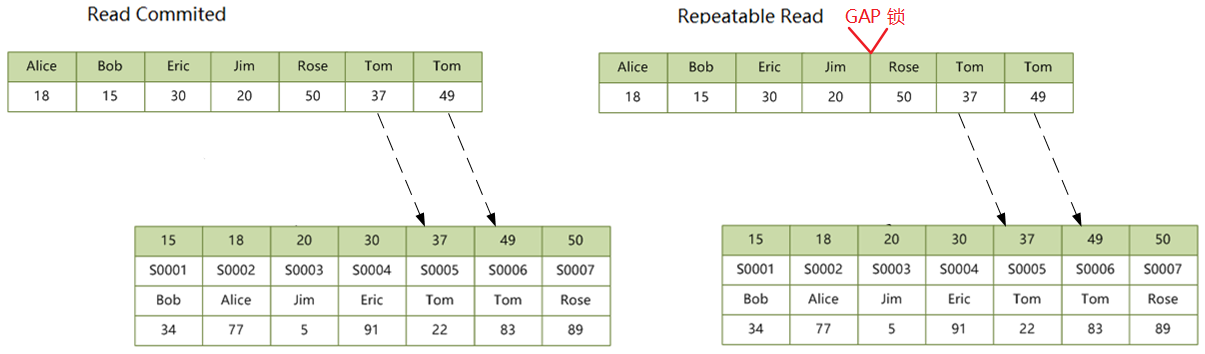 Read Commited
Alice Bob Eric Jim Rose Tom Tom
18 15 30 20 50 37 49
15 18 20 30 37 49 50
S0001 S0002 S0003 S0004 S0005 S0006 S0007
Bob Alice Jim Eric Tom Tom Rose
34 77 5 91 22 83 89
Repeatable Read
GAP 锁
Alice Bob Eric Jim Rose Tom Tom
18 15 30 20 50 37 49
15 18 20 30 37 49 50
S0001 S0002 S0003 S0004 S0005 S0006 S0007
Bob Alice Jim Eric Tom Tom Rose
34 77 5 91 22 83 89